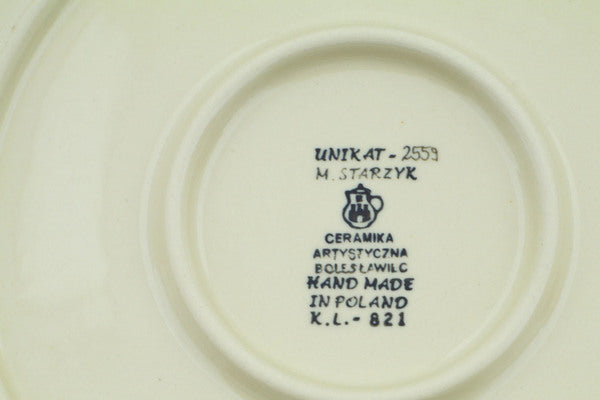 UNIKAT - 2559
M. STARZYK
CERAMIKA
ARTYSTYCZNA
BOLESŁAWIEC
HAND MADE
IN POLAND
K.L. - 821